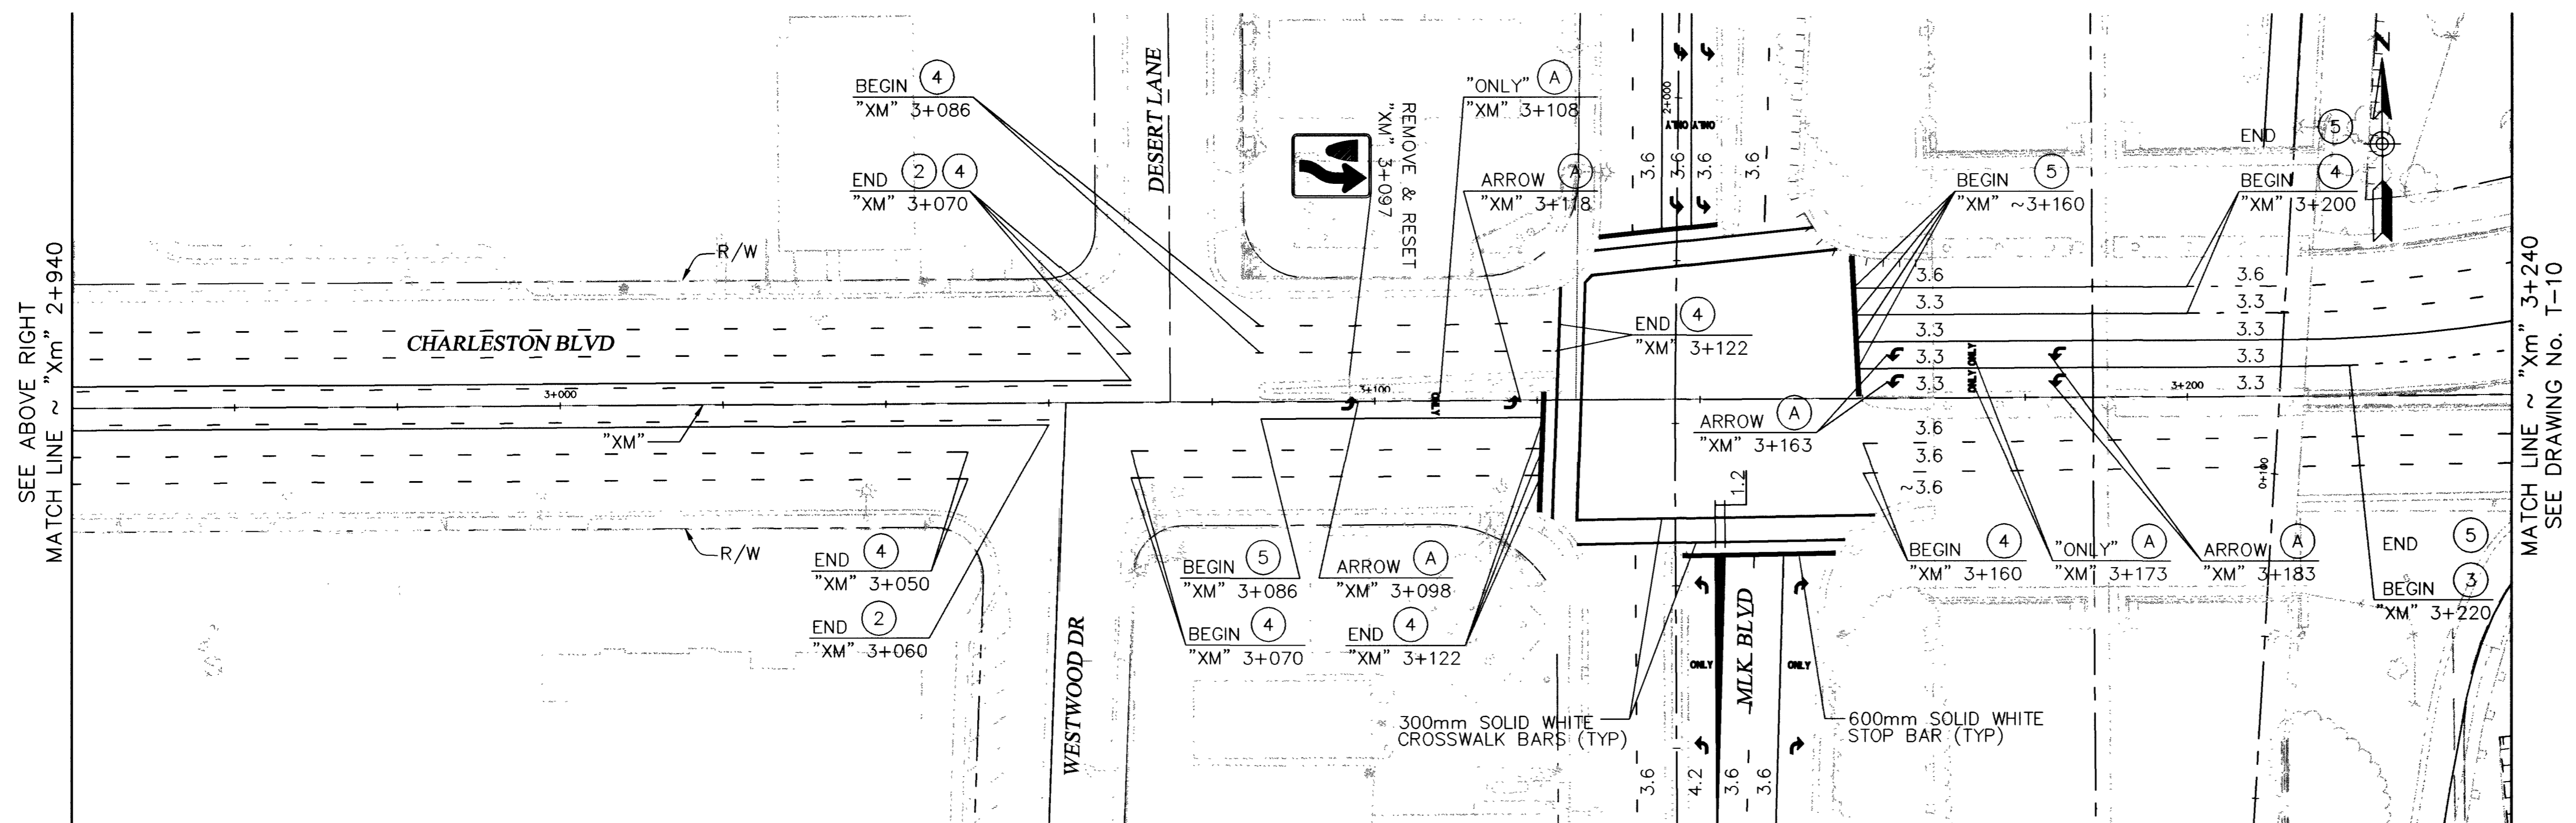 SEE ABOVE RIGHT
MATCH LINE ~ "Xm" 2+940
BEGIN 4
"XM" 3+086
END 2 4
"XM" 3+070
R/W
CHARLESTON BLVD
3+000
"XM"
R/W
END 4
"XM" 3+050
END 2
"XM" 3+060
DESERT LANE
WESTWOOD DR
REMOVE & RESET
"XM" 3+097
"ONLY" A
"XM" 3+108
ARROW A
"XM" 3+118
3+100
ONLY
BEGIN 5
"XM" 3+086
ARROW A
"XM" 3+098
BEGIN 4
"XM" 3+070
END 4
"XM" 3+122
2+000
ONLY ONLY
3.6
3.6
3.6
3.6
END 4
"XM" 3+122
ARROW A
"XM" 3+163
1.2
300mm SOLID WHITE
CROSSWALK BARS (TYP)
ONLY
MLK BLVD
ONLY
600mm SOLID WHITE
STOP BAR (TYP)
3.6
4.2
3.6
3.6
BEGIN 5
"XM" ~3+160
END 5
BEGIN 4
"XM" 3+200
N
3.6
3.3
3.3
3.3
3.3
3.6
3.3
3.3
3.3
3.3
ONLY ONLY
3+200
3.6
3.6
~3.6
0+100
BEGIN 4
"XM" 3+160
"ONLY" A
"XM" 3+173
ARROW A
"XM" 3+183
END 5
BEGIN 3
"XM" 3+220
MATCH LINE ~ "Xm" 3+240
SEE DRAWING No. T-10